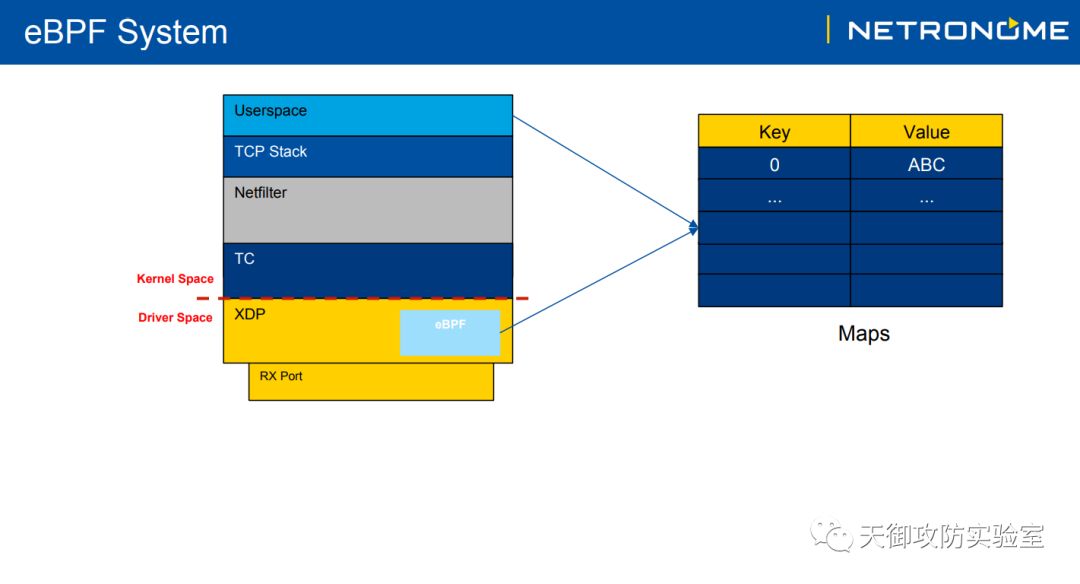 eBPF System
NETRONOME
Userspace
TCP Stack
Netfilter
TC
Kernel Space
Driver Space
XDP
eBPF
RX Port
Key Value
0 ABC
... ...
Maps
天御攻防实验室